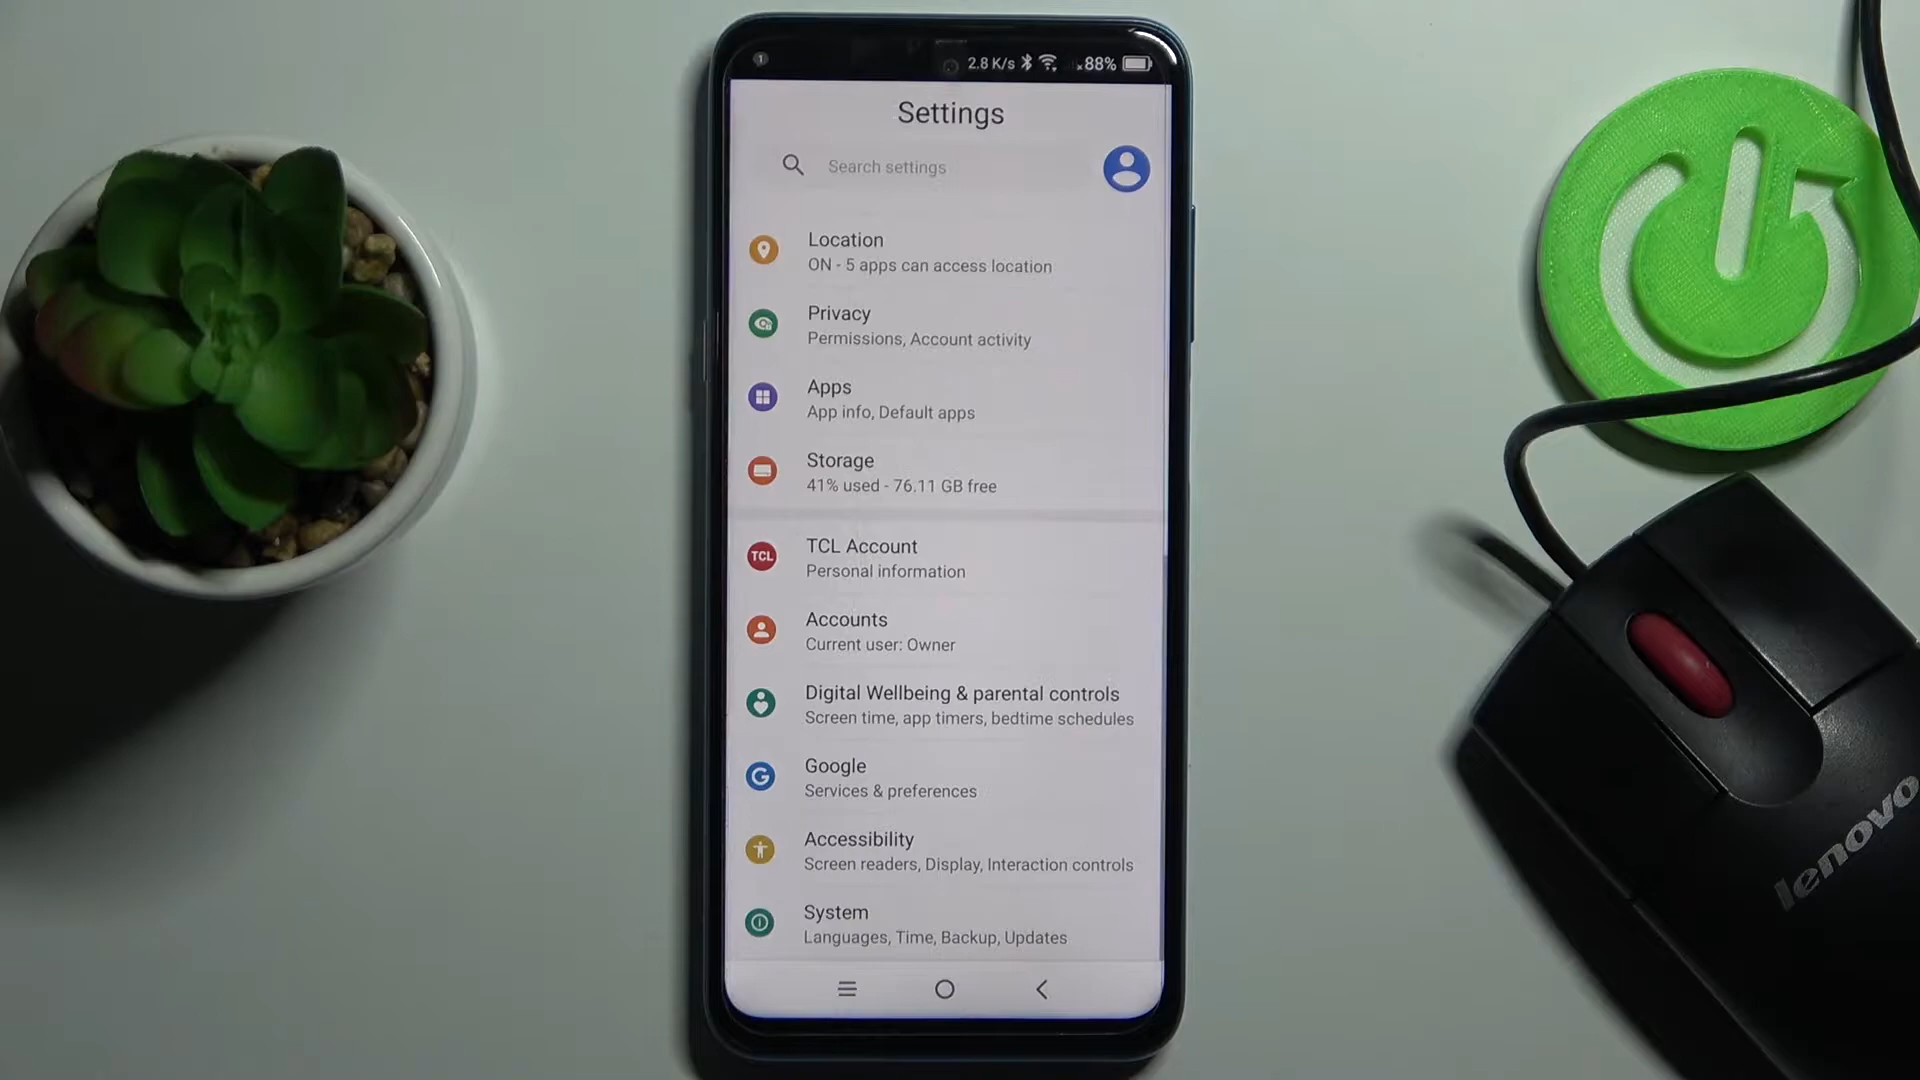 1
2.8 K/s 88%
Settings
Search settings
Location
ON - 5 apps can access location
Privacy
Permissions, Account activity
Apps
App info, Default apps
Storage
41% used - 76.11 GB free
TCL
TCL Account
Personal information
Accounts
Current user: Owner
Digital Wellbeing & parental controls
Screen time, app timers, bedtime schedules
G
Google
Services & preferences
Accessibility
Screen readers, Display, Interaction controls
System
Languages, Time, Backup, Updates
lenovo